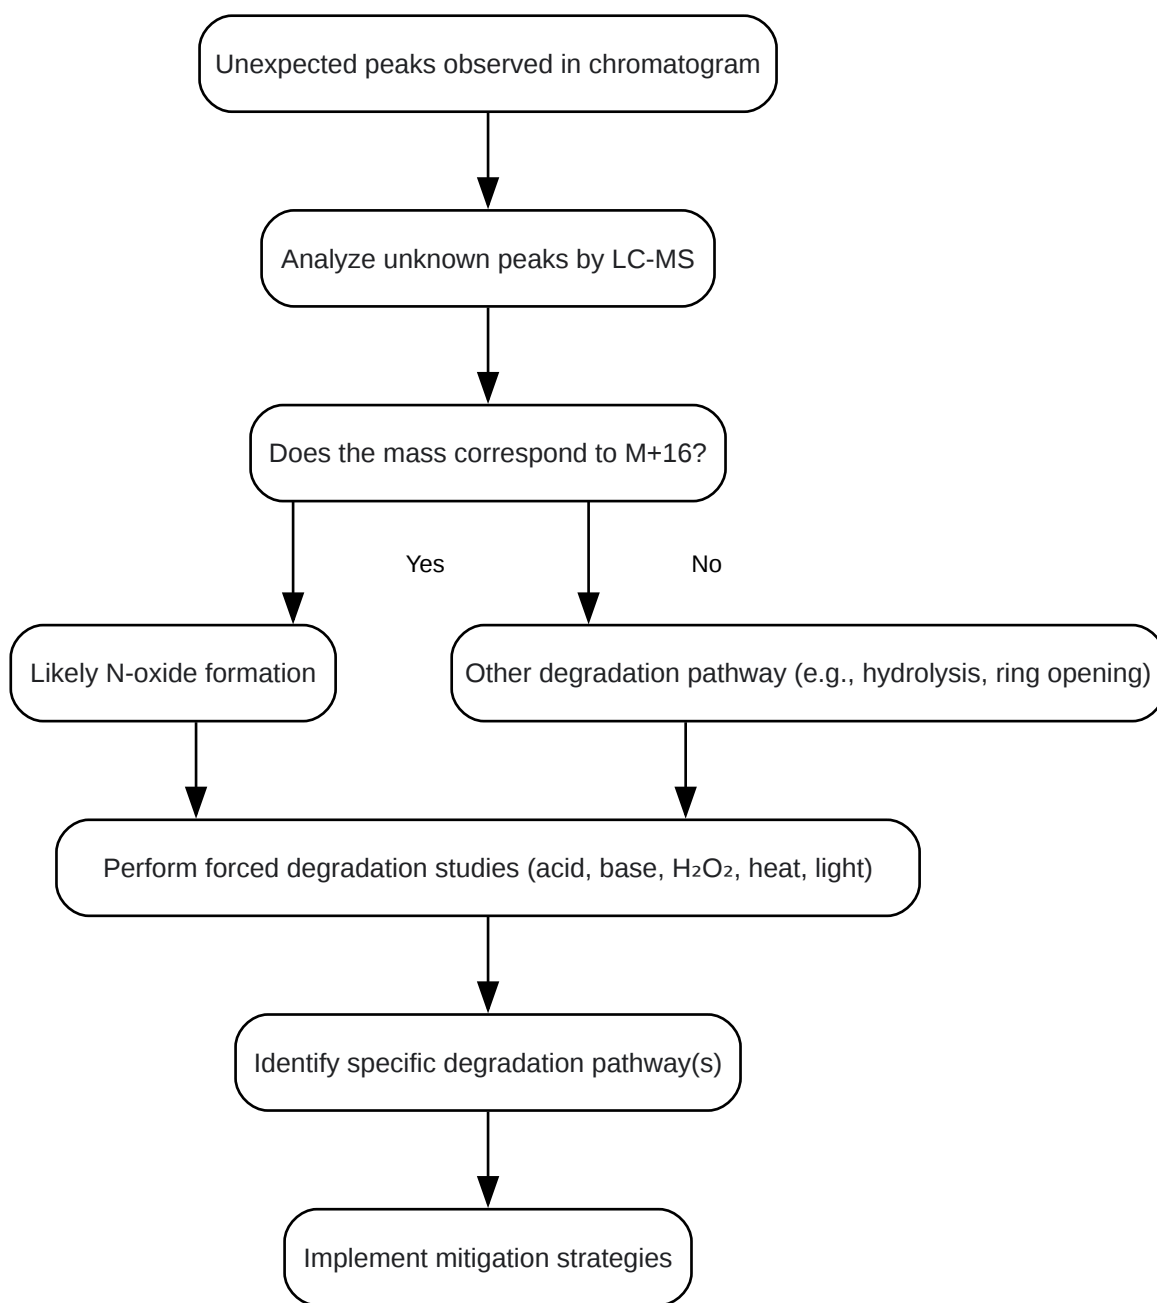 Unexpected peaks observed in chromatogram
Analyze unknown peaks by LC-MS
Does the mass correspond to M+16?
Yes
No
Likely N-oxide formation
Other degradation pathway (e.g., hydrolysis, ring opening)
Perform forced degradation studies (acid, base, H₂O₂, heat, light)
Identify specific degradation pathway(s)
Implement mitigation strategies